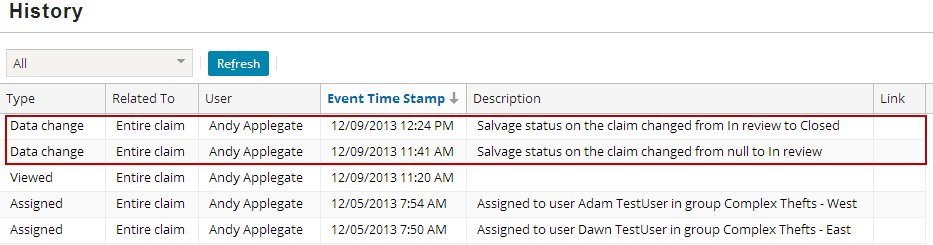 History
All
Refresh
Type Related To User Event Time Stamp Description Link
Data change Entire claim Andy Applegate 12/09/2013 12:24 PM Salvage status on the claim changed from In review to Closed
Data change Entire claim Andy Applegate 12/09/2013 11:41 AM Salvage status on the claim changed from null to In review
Viewed Entire claim Andy Applegate 12/09/2013 11:20 AM
Assigned Entire claim Andy Applegate 12/05/2013 7:54 AM Assigned to user Adam TestUser in group Complex Thefts - West
Assigned Entire claim Andy Applegate 12/05/2013 7:50 AM Assigned to user Dawn TestUser in group Complex Thefts - East